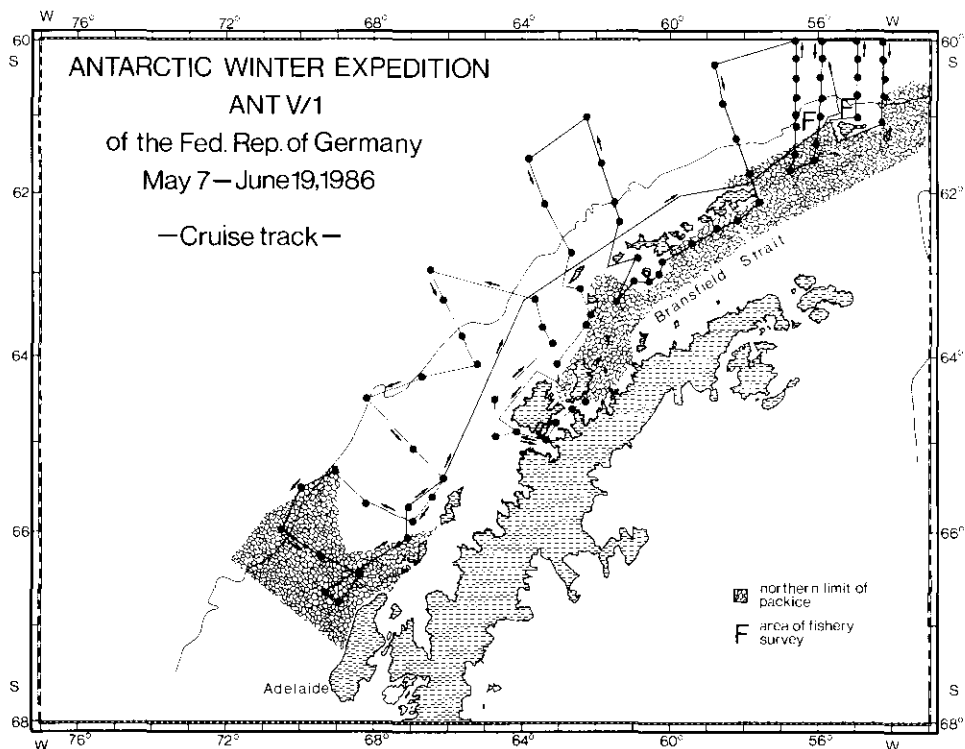 W 76° 72° 68° 64° 60° 56° W
60° 60°
S S
ANTARCTIC WINTER EXPEDITION
ANT V/1
of the Fed. Rep. of Germany
May 7–June 19, 1986
–Cruise track–
F F
62° 62°
Bransfield Strait
64° 64°
66° 66°
northern limit of
packice
F area of fishery
survey
Adelaide
S S
68° 68°
W 76° 72° 68° 64° 60° 56° W